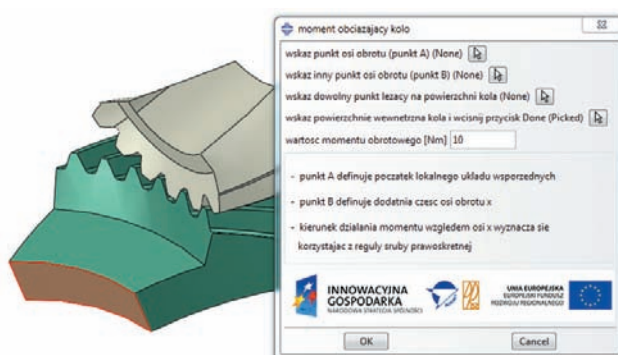 moment obciazajacy kolo
wskaz punkt osi obrotu (punkt A) (None)
wskaz inny punkt osi obrotu (punkt B) (None)
wskaz dowolny punkt lezacy na powierzchni kola (None)
wskaz powierzchnie wewnetrzna kola i wcisnij przycisk Done (Picked)
wartosc momentu obrotowego [Nm] 10
- punkt A definuje poczatek lokalnego ukladu wsporzednych
- punkt B definuje dodatnia czesc osi obrotu x
- kierunek dzialania momentu wzgledem osi x wyznacza sie
korzystajac z reguly sruby prawoskretnej
INNOWACYJNA
GOSPODARKA
NARODOWA STRATEGIA SPÓJNOŚCI
UNIA EUROPEJSKA
EUROPEJSKI FUNDUSZ
ROZWOJU REGIONALNEGO
OK
Cancel